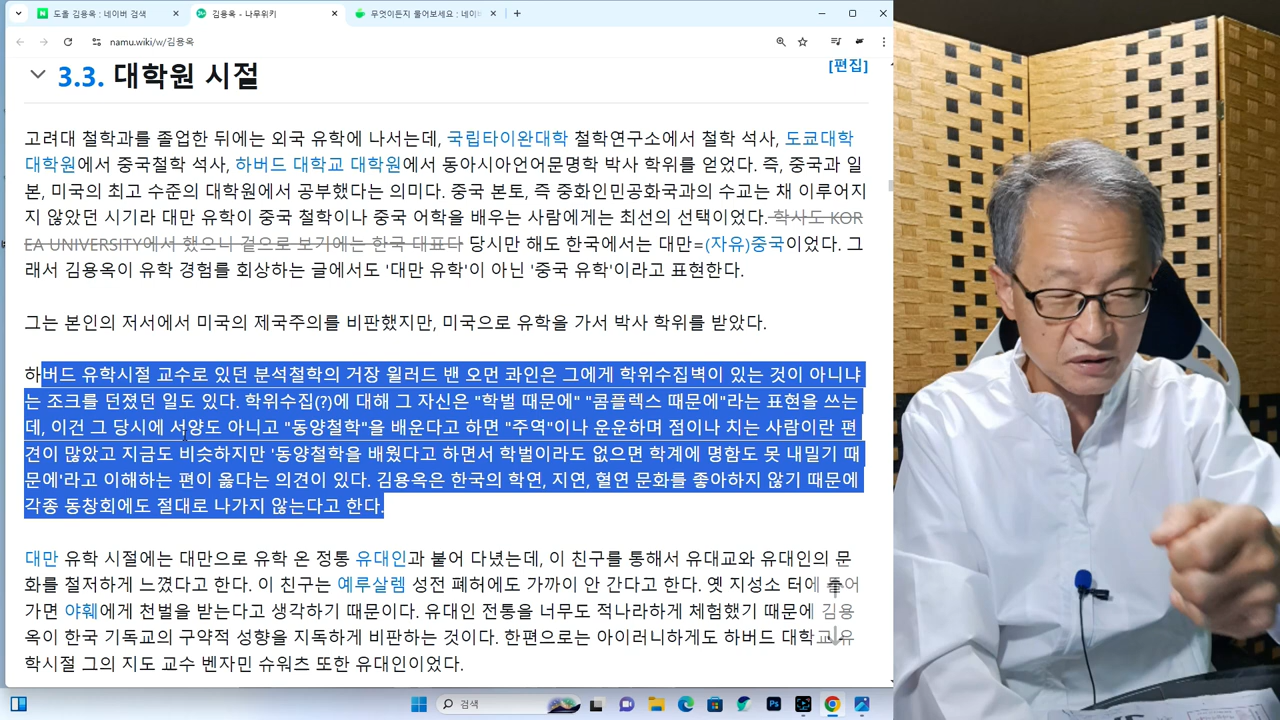 도올 김용옥 : 네이버 검색
김용옥 - 나무위키
무엇이든지 물어보세요 : 네이버
namu.wiki/w/김용옥
3.3. 대학원 시절
[편집]
고려대 철학과를 졸업한 뒤에는 외국 유학에 나서는데, 국립타이완대학 철학연구소에서 철학 석사, 도쿄대학
대학원에서 중국철학 석사, 하버드 대학교 대학원에서 동아시아언어문명학 박사 학위를 얻었다. 즉, 중국과 일
본, 미국의 최고 수준의 대학원에서 공부했다는 의미다. 중국 본토, 즉 중화인민공화국과의 수교는 채 이루어지
지 않았던 시기라 대만 유학이 중국 철학이나 중국 어학을 배우는 사람에게는 최선의 선택이었다. 학사도 KOR
EA UNIVERSITY에서 했으니 겉으로 보기에는 한국 대표다 당시만 해도 한국에서는 대만=(자유)중국이었다. 그
래서 김용옥이 유학 경험를 회상하는 글에서도 '대만 유학'이 아닌 '중국 유학'이라고 표현한다.
그는 본인의 저서에서 미국의 제국주의를 비판했지만, 미국으로 유학을 가서 박사 학위를 받았다.
하버드 유학시절 교수로 있던 분석철학의 거장 윌러드 밴 오먼 콰인은 그에게 학위수집벽이 있는 것이 아니냐
는 조크를 던졌던 일도 있다. 학위수집(?)에 대해 그 자신은 "학벌 때문에" "콤플렉스 때문에"라는 표현을 쓰는
데, 이건 그 당시에 서양도 아니고 "동양철학"을 배운다고 하면 "주역"이나 운운하며 점이나 치는 사람이란 편
견이 많았고 지금도 비슷하지만 '동양철학을 배웠다고 하면서 학벌이라도 없으면 학계에 명함도 못 내밀기 때
문에'라고 이해하는 편이 옳다는 의견이 있다. 김용옥은 한국의 학연, 지연, 혈연 문화를 좋아하지 않기 때문에
각종 동창회에도 절대로 나가지 않는다고 한다.
대만 유학 시절에는 대만으로 유학 온 정통 유대인과 붙어 다녔는데, 이 친구를 통해서 유대교와 유대인의 문
화를 철저하게 느꼈다고 한다. 이 친구는 예루살렘 성전 폐허에도 가까이 안 간다고 한다. 옛 지성소 터에 들어
가면 야훼에게 천벌을 받는다고 생각하기 때문이다. 유대인 전통을 너무도 적나라하게 체험했기 때문에 김용
옥이 한국 기독교의 구약적 성향을 지독하게 비판하는 것이다. 한편으로는 아이러니하게도 하버드 대학교 유
학시절 그의 지도 교수 벤자민 슈워츠 또한 유대인이었다.
검색